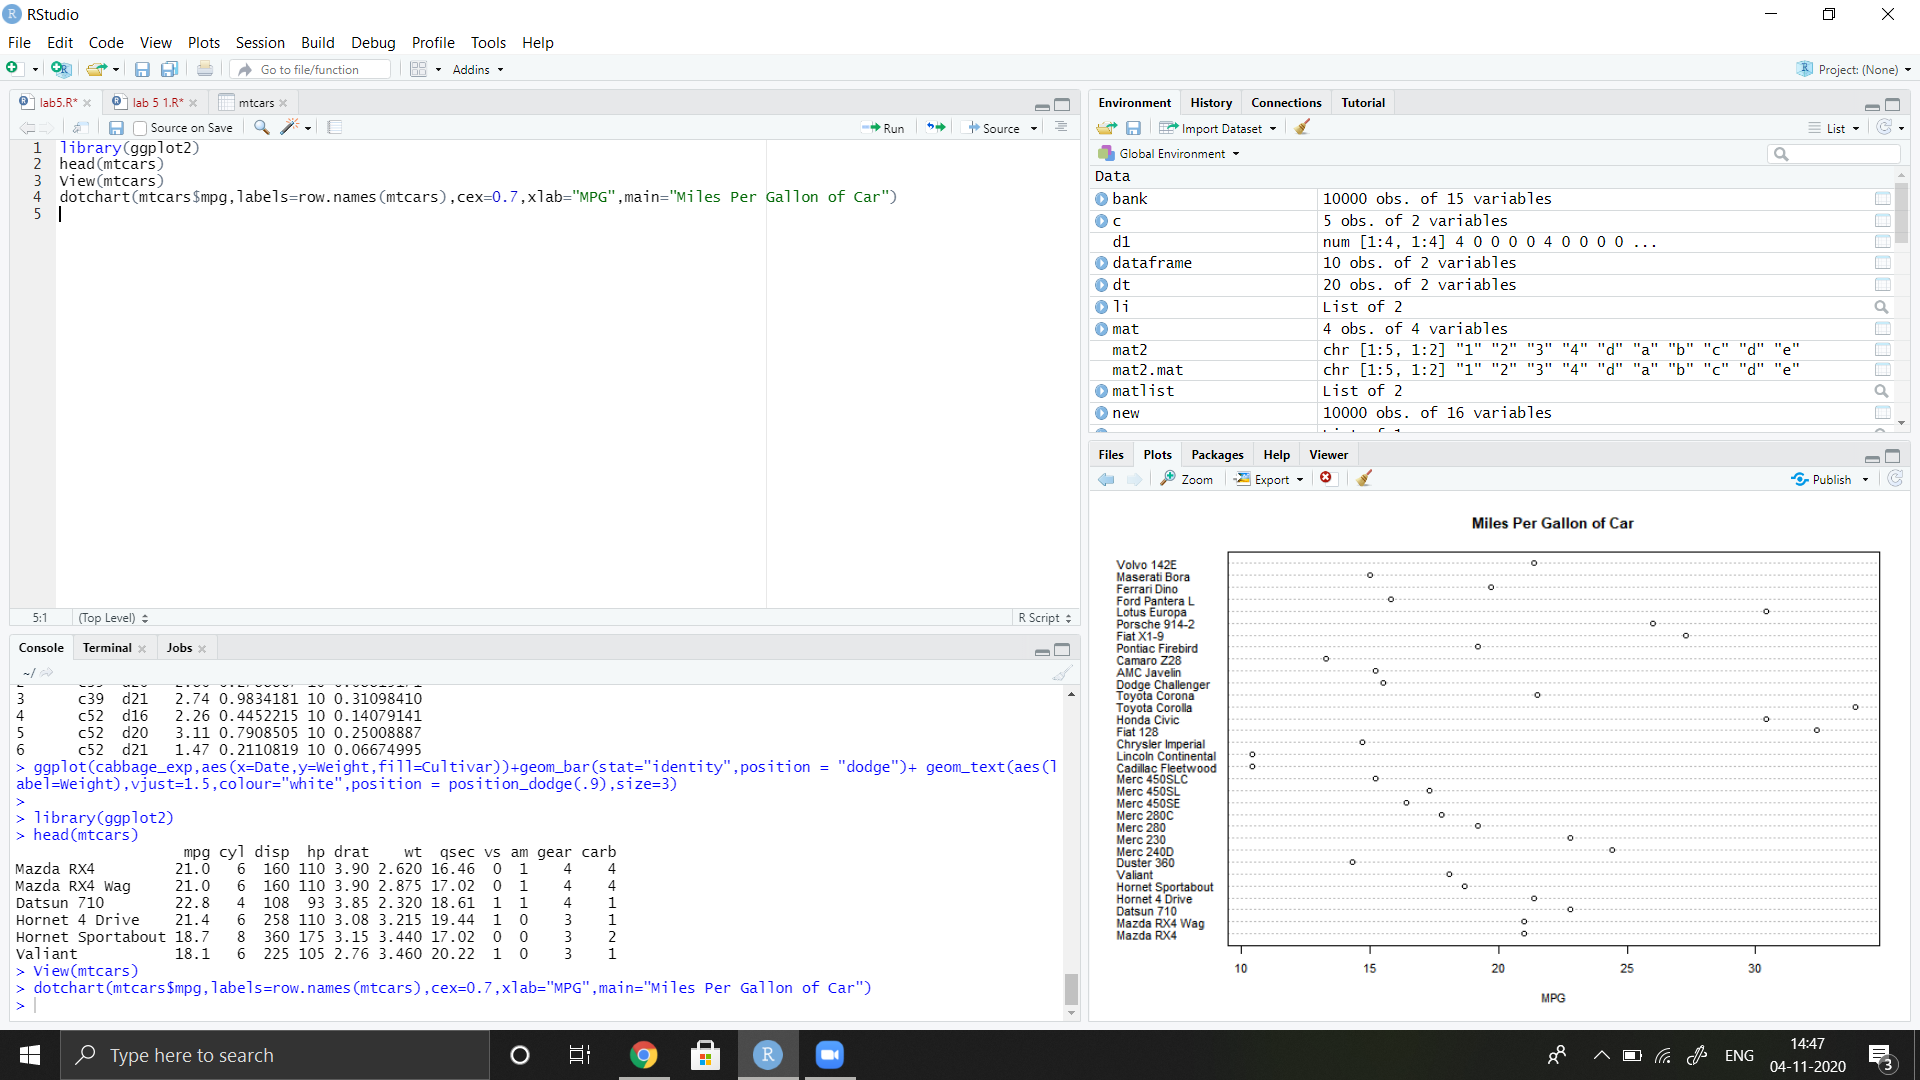 RStudio
File Edit Code View Plots Session Build Debug Profile Tools Help
Go to file/function Addins Project: (None)
lab5.R* lab 5 1.R* mtcars
Source on Save Run Source
1 library(ggplot2)
2 head(mtcars)
3 View(mtcars)
4 dotchart(mtcars$mpg,labels=row.names(mtcars),cex=0.7,xlab="MPG",main="Miles Per Gallon of Car")
5
5:1 (Top Level) R Script
Console Terminal Jobs
~/
3 c39 d21 2.74 0.9834181 10 0.31098410
4 c52 d16 2.26 0.4452215 10 0.14079141
5 c52 d20 3.11 0.7908505 10 0.25008887
6 c52 d21 1.47 0.2110819 10 0.06674995
> ggplot(cabbage_exp,aes(x=Date,y=Weight,fill=Cultivar))+geom_bar(stat="identity",position = "dodge")+ geom_text(aes(l
abel=Weight),vjust=1.5,colour="white",position = position_dodge(.9),size=3)
>
> library(ggplot2)
> head(mtcars)
mpg cyl disp hp drat wt qsec vs am gear carb
Mazda RX4 21.0 6 160 110 3.90 2.620 16.46 0 1 4 4
Mazda RX4 Wag 21.0 6 160 110 3.90 2.875 17.02 0 1 4 4
Datsun 710 22.8 4 108 93 3.85 2.320 18.61 1 1 4 1
Hornet 4 Drive 21.4 6 258 110 3.08 3.215 19.44 1 0 3 1
Hornet Sportabout 18.7 8 360 175 3.15 3.440 17.02 0 0 3 2
Valiant 18.1 6 225 105 2.76 3.460 20.22 1 0 3 1
> View(mtcars)
> dotchart(mtcars$mpg,labels=row.names(mtcars),cex=0.7,xlab="MPG",main="Miles Per Gallon of Car")
>
Environment History Connections Tutorial
Import Dataset List
Global Environment
Data
bank 10000 obs. of 15 variables
c 5 obs. of 2 variables
d1 num [1:4, 1:4] 4 0 0 0 0 4 0 0 0 0 ...
dataframe 10 obs. of 2 variables
dt 20 obs. of 2 variables
li List of 2
mat 4 obs. of 4 variables
mat2 chr [1:5, 1:2] "1" "2" "3" "4" "d" "a" "b" "c" "d" "e"
mat2.mat chr [1:5, 1:2] "1" "2" "3" "4" "d" "a" "b" "c" "d" "e"
matlist List of 2
new 10000 obs. of 16 variables
Files Plots Packages Help Viewer
Zoom Export Publish
Miles Per Gallon of Car
Volvo 142E
Maserati Bora
Ferrari Dino
Ford Pantera L
Lotus Europa
Porsche 914-2
Fiat X1-9
Pontiac Firebird
Camaro Z28
AMC Javelin
Dodge Challenger
Toyota Corona
Toyota Corolla
Honda Civic
Fiat 128
Chrysler Imperial
Lincoln Continental
Cadillac Fleetwood
Merc 450SLC
Merc 450SL
Merc 450SE
Merc 280C
Merc 280
Merc 230
Merc 240D
Duster 360
Valiant
Hornet Sportabout
Hornet 4 Drive
Datsun 710
Mazda RX4 Wag
Mazda RX4
10 15 20 25 30
MPG
Type here to search
ENG
14:47
04-11-2020
3